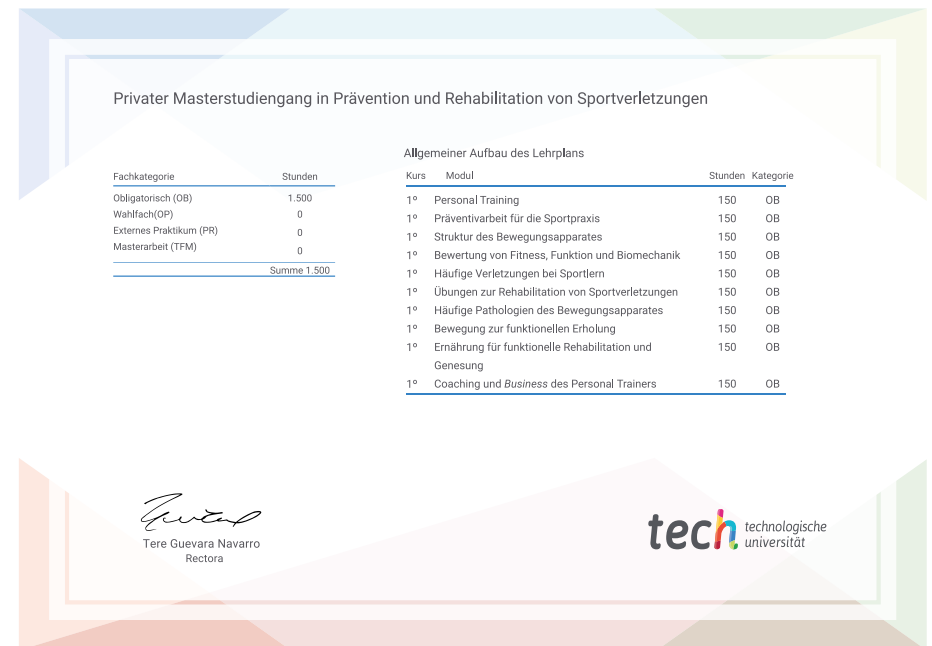 Privater Masterstudiengang in Prävention und Rehabilitation von Sportverletzungen
Fachkategorie Stunden
Obligatorisch (OB) 1.500
Wahlfach(OP) 0
Externes Praktikum (PR) 0
Masterarbeit (TFM) 0
Summe 1.500
Allgemeiner Aufbau des Lehrplans
Kurs Modul Stunden Kategorie
1º Personal Training 150 OB
1º Präventivarbeit für die Sportpraxis 150 OB
1º Struktur des Bewegungsapparates 150 OB
1º Bewertung von Fitness, Funktion und Biomechanik 150 OB
1º Häufige Verletzungen bei Sportlern 150 OB
1º Übungen zur Rehabilitation von Sportverletzungen 150 OB
1º Häufige Pathologien des Bewegungsapparates 150 OB
1º Bewegung zur funktionellen Erholung 150 OB
1º Ernährung für funktionelle Rehabilitation und 150 OB
Genesung
1º Coaching und Business des Personal Trainers 150 OB
Tere Guevara Navarro
Rectora
tech technologische
universität